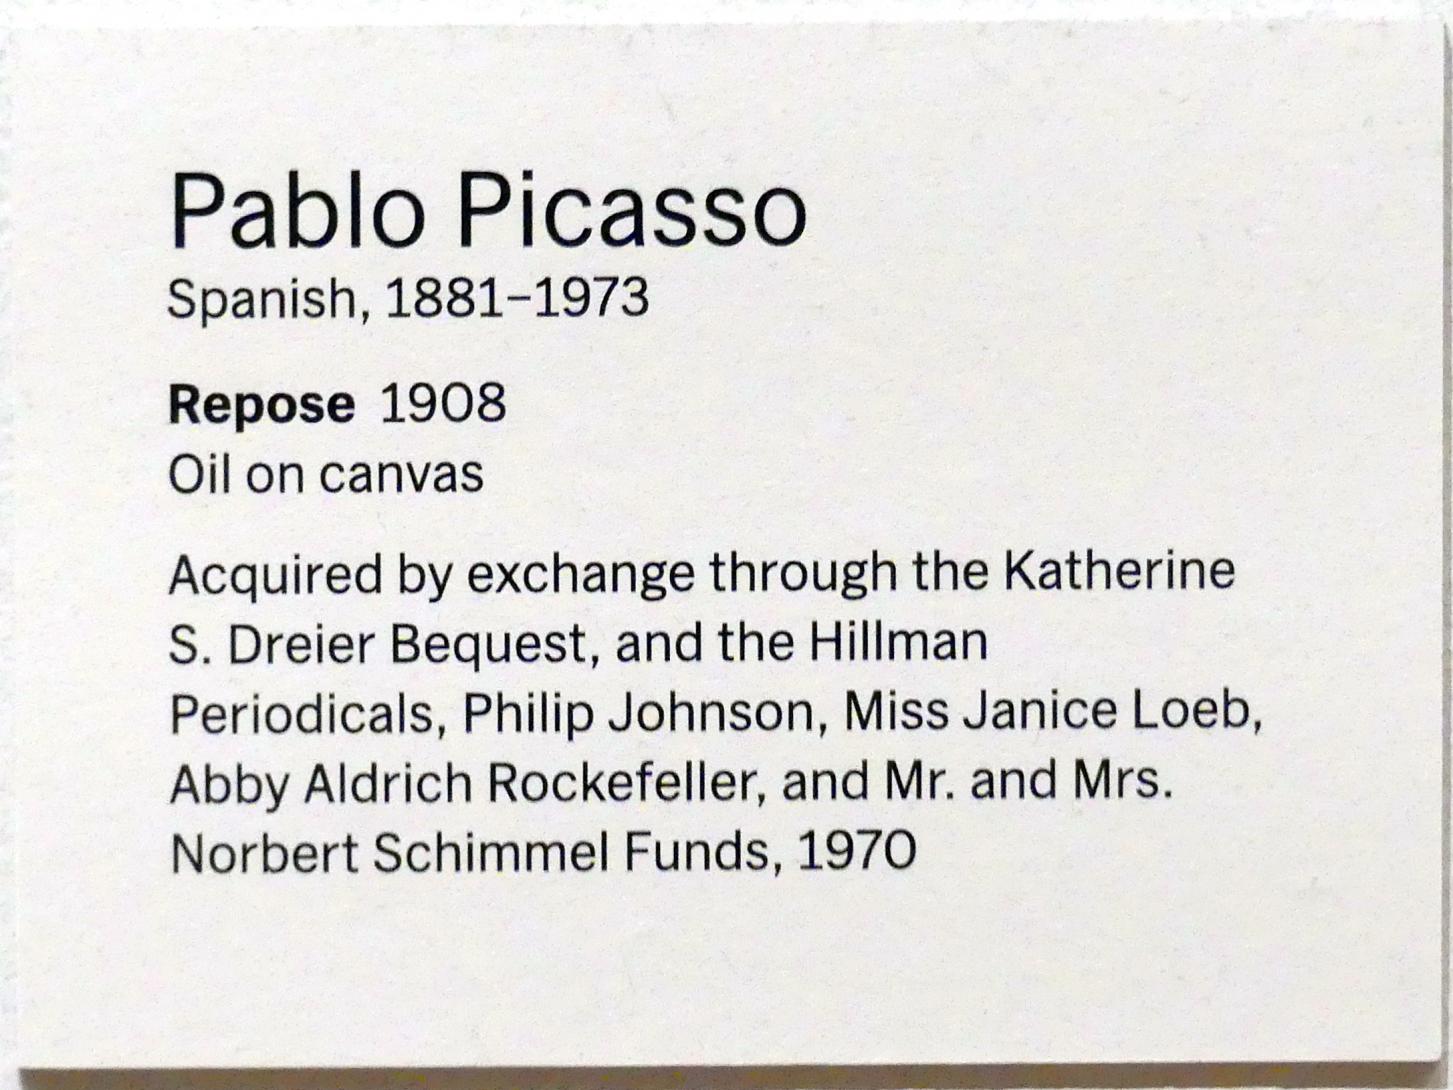 Pablo Picasso
Spanish, 1881–1973
Repose 1908
Oil on canvas
Acquired by exchange through the Katherine
S. Dreier Bequest, and the Hillman
Periodicals, Philip Johnson, Miss Janice Loeb,
Abby Aldrich Rockefeller, and Mr. and Mrs.
Norbert Schimmel Funds, 1970